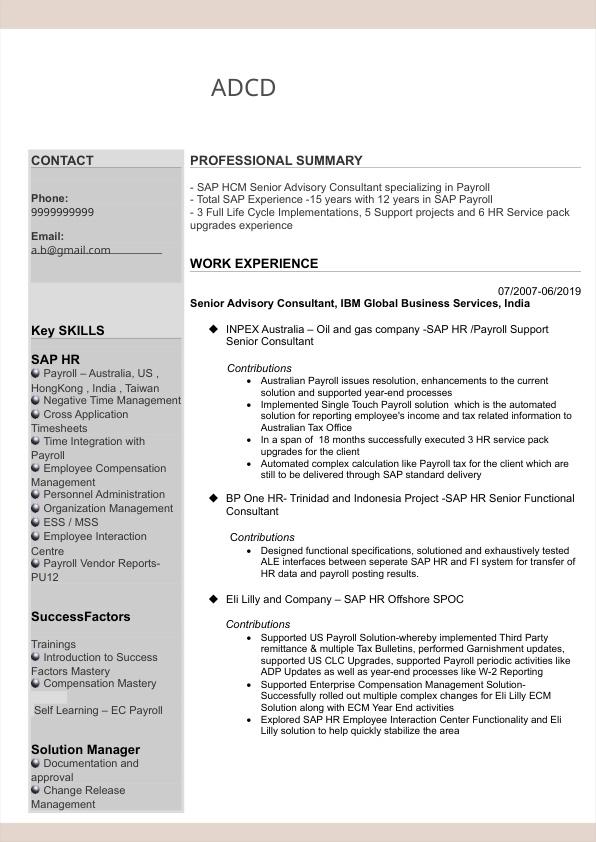 ADCD
CONTACT
Phone:
9999999999
Email:
a.b@gmail.com
Key SKILLS
SAP HR
Payroll – Australia, US ,
HongKong , India , Taiwan
Negative Time Management
Cross Application
Timesheets
Time Integration with
Payroll
Employee Compensation
Management
Personnel Administration
Organization Management
ESS / MSS
Employee Interaction
Centre
Payroll Vendor Reports-
PU12
SuccessFactors
Trainings
Introduction to Success
Factors Mastery
Compensation Mastery
Self Learning – EC Payroll
Solution Manager
Documentation and
approval
Change Release
Management
PROFESSIONAL SUMMARY
- SAP HCM Senior Advisory Consultant specializing in Payroll
- Total SAP Experience -15 years with 12 years in SAP Payroll
- 3 Full Life Cycle Implementations, 5 Support projects and 6 HR Service pack
upgrades experience
WORK EXPERIENCE
07/2007-06/2019
Senior Advisory Consultant, IBM Global Business Services, India
◆ INPEX Australia – Oil and gas company -SAP HR /Payroll Support
Senior Consultant
Contributions
• Australian Payroll issues resolution, enhancements to the current
solution and supported year-end processes
• Implemented Single Touch Payroll solution which is the automated
solution for reporting employee's income and tax related information to
Australian Tax Office
• In a span of 18 months successfully executed 3 HR service pack
upgrades for the client
• Automated complex calculation like Payroll tax for the client which are
still to be delivered through SAP standard delivery
◆ BP One HR- Trinidad and Indonesia Project -SAP HR Senior Functional
Consultant
Contributions
• Designed functional specifications, solutioned and exhaustively tested
ALE interfaces between seperate SAP HR and FI system for transfer of
HR data and payroll posting results.
◆ Eli Lilly and Company – SAP HR Offshore SPOC
Contributions
• Supported US Payroll Solution-whereby implemented Third Party
remittance & multiple Tax Bulletins, performed Garnishment updates,
supported US CLC Upgrades, supported Payroll periodic activities like
ADP Updates as well as year-end processes like W-2 Reporting
• Supported Enterprise Compensation Management Solution-
Successfully rolled out multiple complex changes for Eli Lilly ECM
Solution along with ECM Year End activities
• Explored SAP HR Employee Interaction Center Functionality and Eli
Lilly solution to help quickly stabilize the area